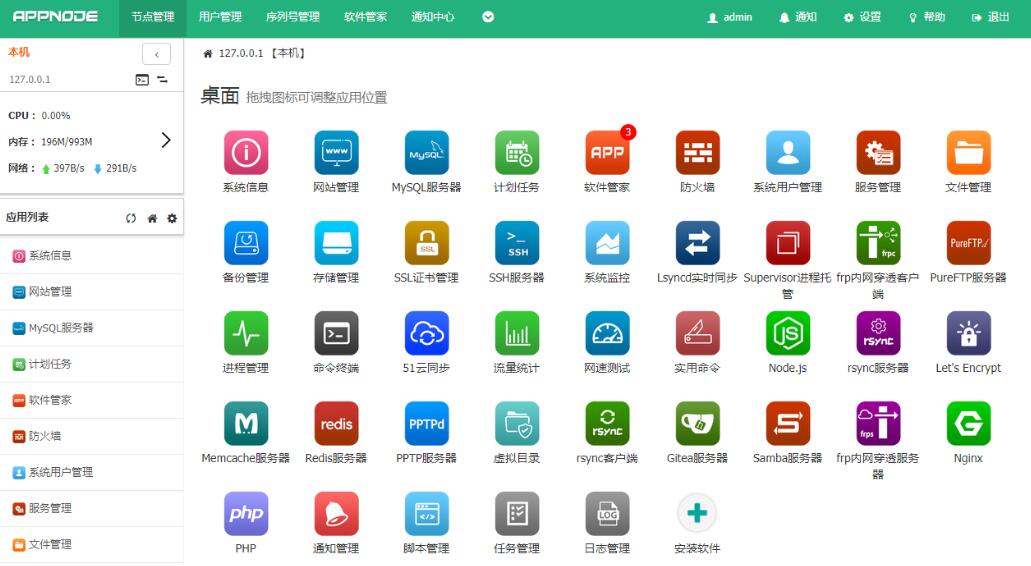 APPNODE 节点管理 用户管理 序列号管理 软件管家 通知中心 admin 通知 设置 帮助 退出
本机
127.0.0.1
CPU： 0.00%
内存： 196M/993M
网络： 397B/s 291B/s
应用列表
系统信息
网站管理
MySQL服务器
计划任务
软件管家
防火墙
系统用户管理
服务管理
文件管理
127.0.0.1 【本机】
桌面 拖拽图标可调整应用位置
www MySQL APP 3
系统信息 网站管理 MySQL服务器 计划任务 软件管家 防火墙 系统用户管理 服务管理 文件管理
SSL >_ SSH frpc PureFTP
备份管理 存储管理 SSL证书管理 SSH服务器 系统监控 Lsyncd实时同步 Supervisor进程托管 frp内网穿透客户端 PureFTP服务器
JS rsync
进程管理 命令终端 51云同步 流量统计 网速测试 实用命令 Node.js rsync服务器 Let's Encrypt
M redis PPTPd rsync S frps G
Memcache服务器 Redis服务器 PPTP服务器 虚拟目录 rsync客户端 Gitea服务器 Samba服务器 frp内网穿透服务器 Nginx
php </> LOG
PHP 通知管理 脚本管理 任务管理 日志管理 安装软件